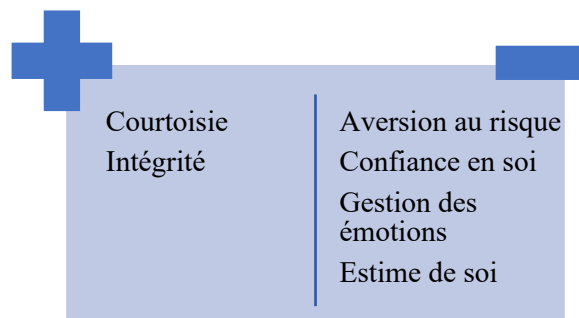 Courtoisie
Intégrité
Aversion au risque
Confiance en soi
Gestion des
émotions
Estime de soi